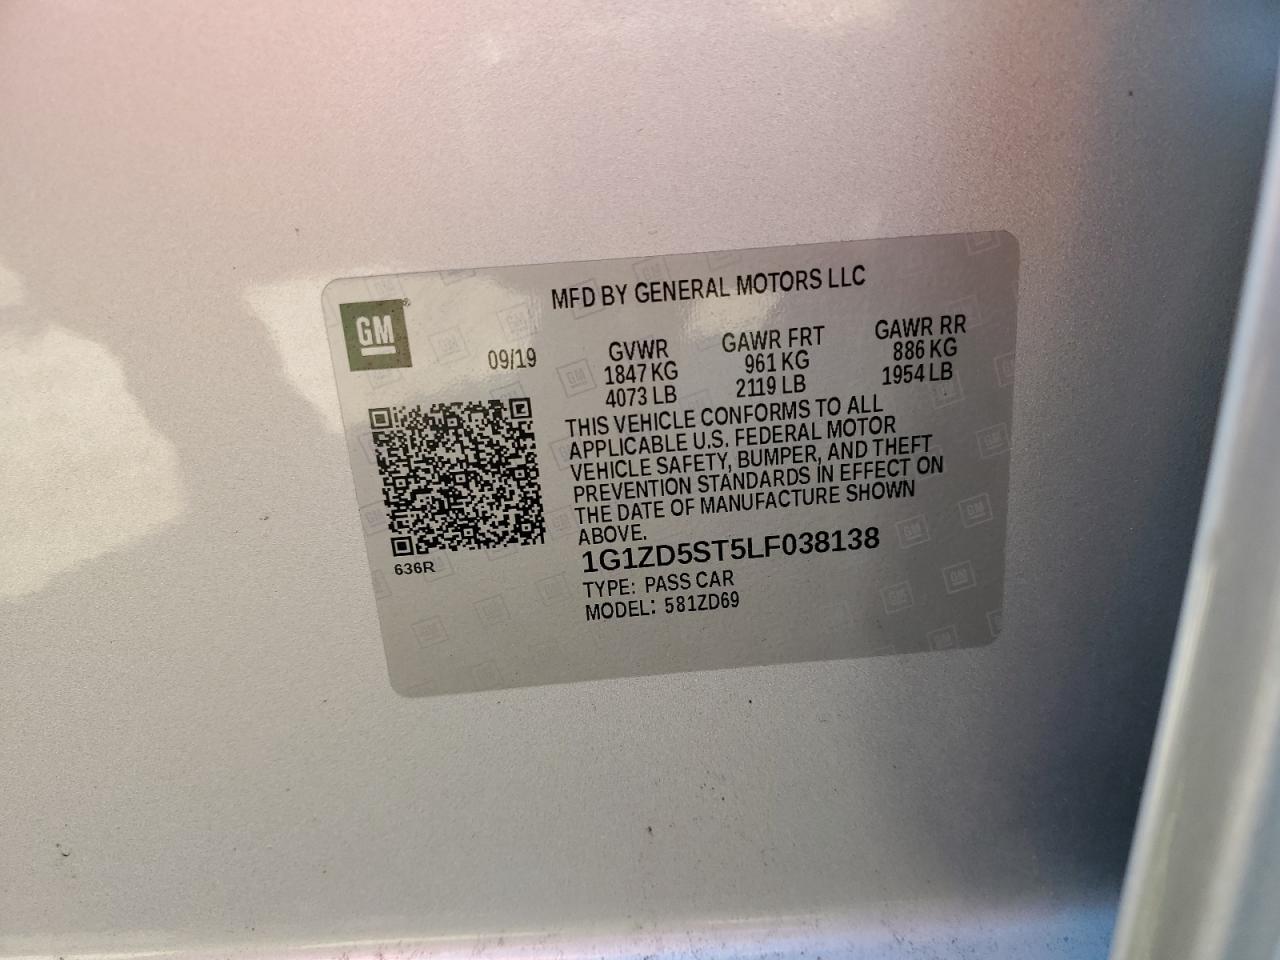 MFD BY GENERAL MOTORS LLC
GM®
09/19
GVWR GAWR FRT GAWR RR
1847 KG 961 KG 886 KG
4073 LB 2119 LB 1954 LB
THIS VEHICLE CONFORMS TO ALL
APPLICABLE U.S. FEDERAL MOTOR
VEHICLE SAFETY, BUMPER, AND THEFT
PREVENTION STANDARDS IN EFFECT ON
THE DATE OF MANUFACTURE SHOWN
ABOVE.
636R
1G1ZD5ST5LF038138
TYPE: PASS CAR
MODEL: 581ZD69